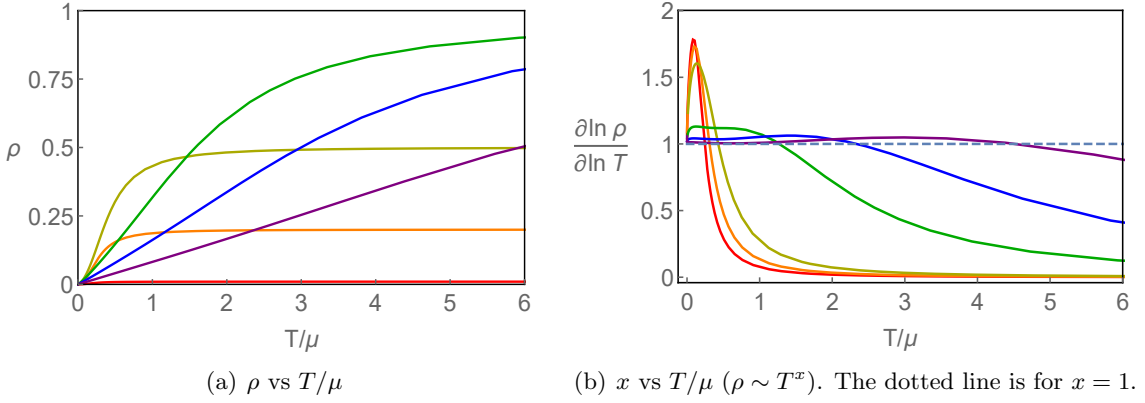 1
0.75
ρ 0.5
0.25
0
0 1 2 3 4 5 6
T/μ
(a) ρ vs T/μ
2
1.5
∂ln ρ
∂ln T
1
0.5
0
0 1 2 3 4 5 6
T/μ
(b) x vs T/μ (ρ ∼ T^x). The dotted line is for x = 1.